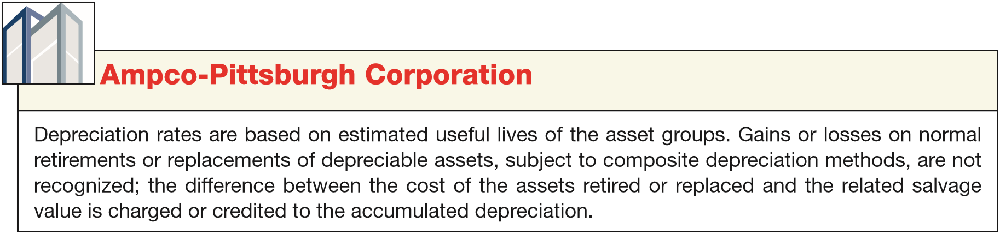 Ampco-Pittsburgh Corporation
Depreciation rates are based on estimated useful lives of the asset groups. Gains or losses on normal
retirements or replacements of depreciable assets, subject to composite depreciation methods, are not
recognized; the difference between the cost of the assets retired or replaced and the related salvage
value is charged or credited to the accumulated depreciation.